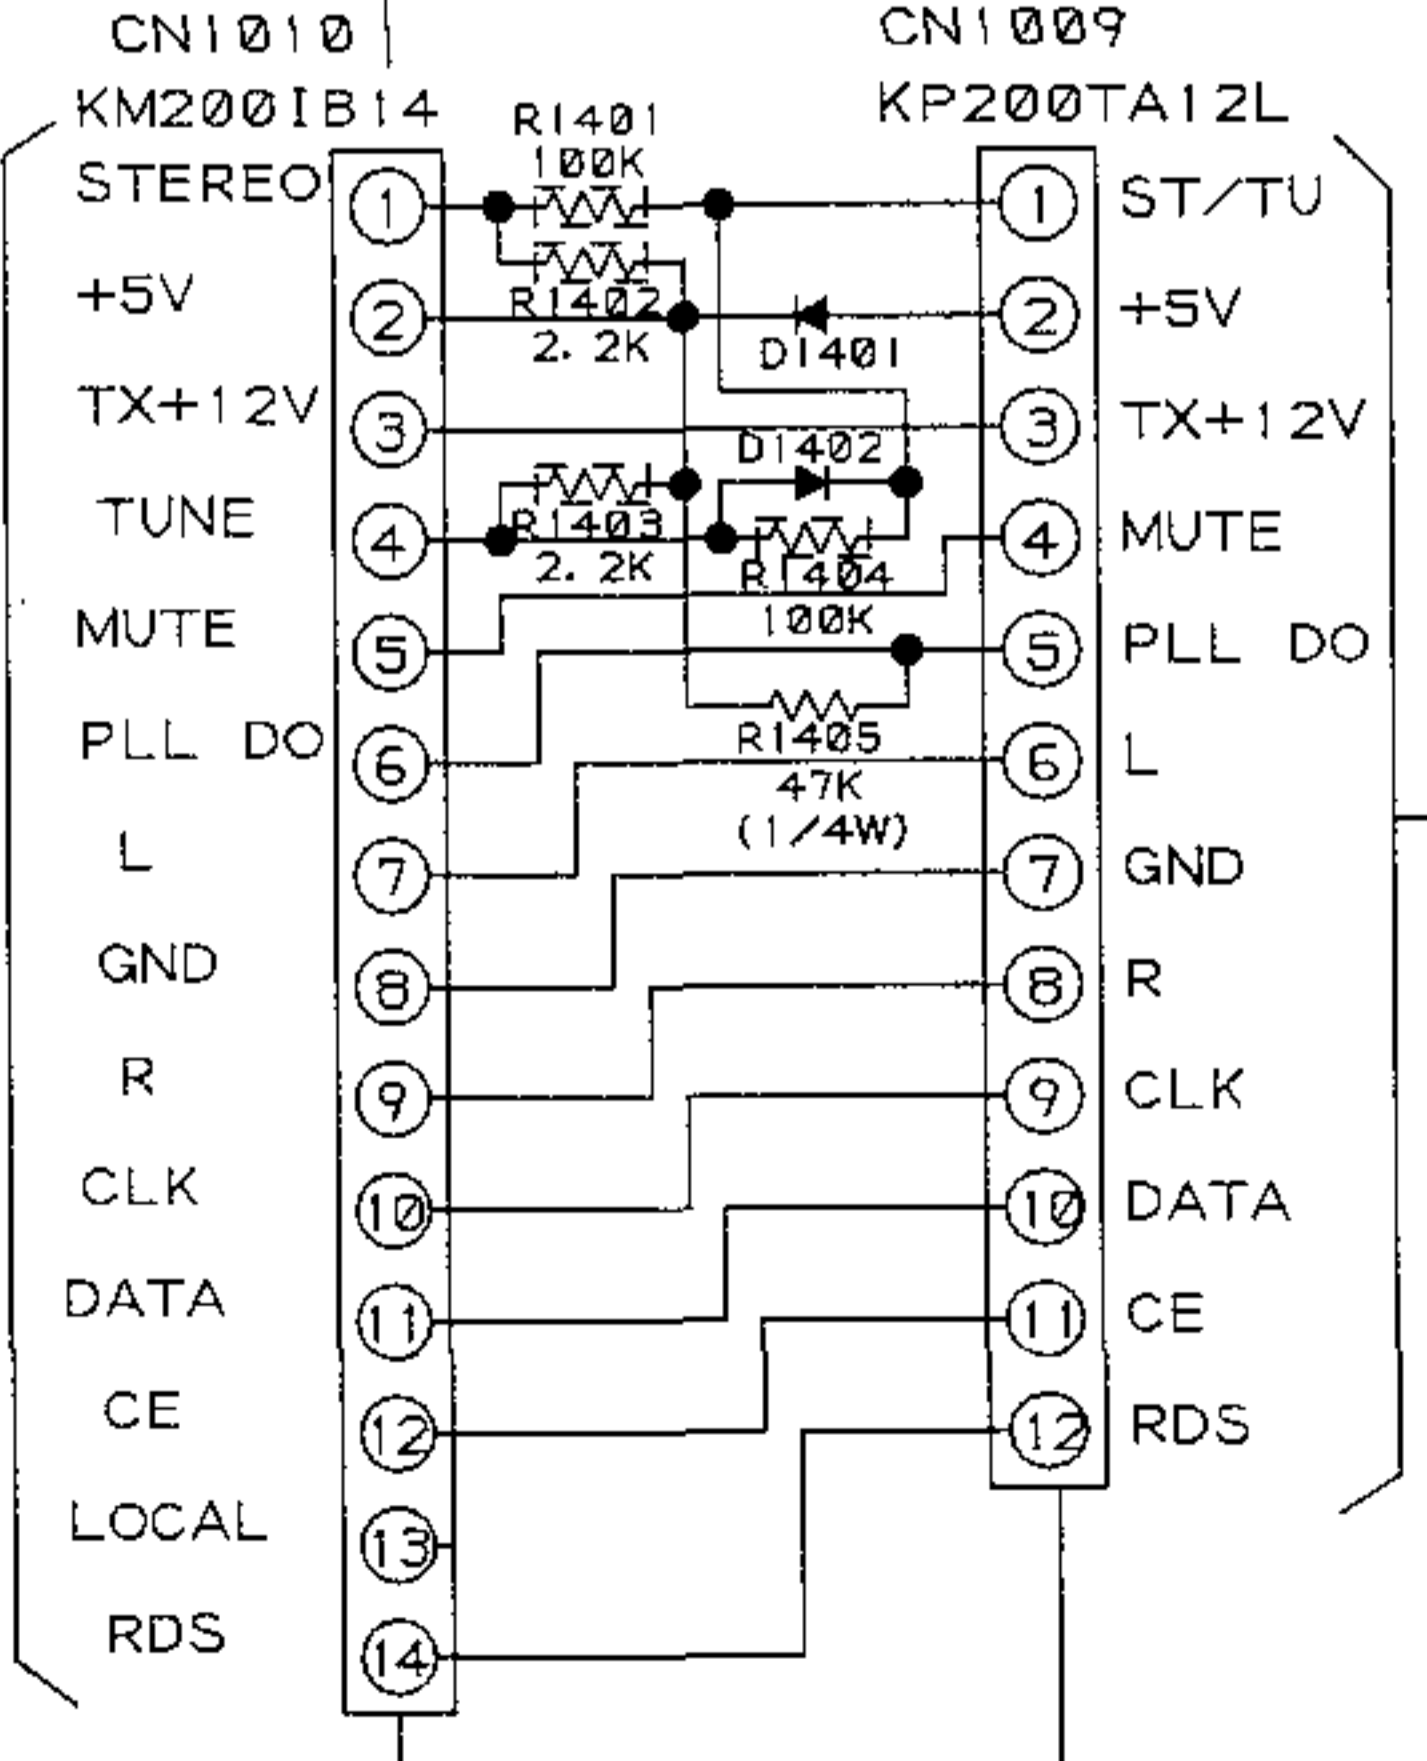 CN1010
CN1009
KM200IB14
KP200TA12L
R1401
100K
STEREO 1
1 ST/TU
R1402
2.2K
+5V 2
2 +5V
D1401
TX+12V 3
3 TX+12V
D1402
TUNE 4
R1403
2.2K
4 MUTE
R1404
100K
MUTE 5
5 PLL DO
PLL DO 6
R1405
47K
(1/4W)
6 L
L 7
7 GND
GND 8
8 R
R 9
9 CLK
CLK 10
10 DATA
DATA 11
11 CE
CE 12
12 RDS
LOCAL 13
RDS 14